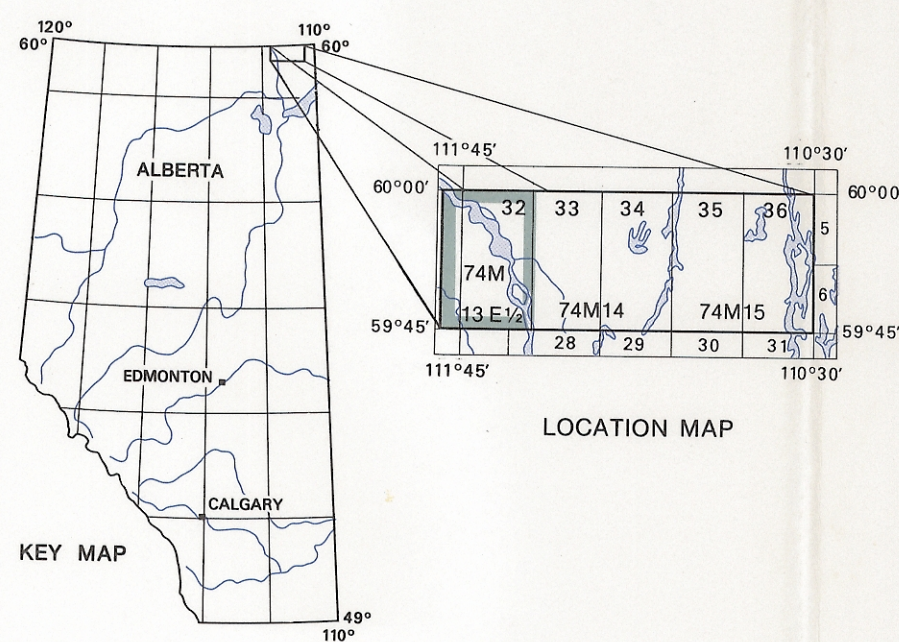 120°
60°
110°
60°
ALBERTA
EDMONTON
CALGARY
KEY MAP
49°
110°
111°45'
110°30'
60°00'
60°00
32 33 34 35 36
5
74M
6
13 E½ 74M14 74M15
59°45'
59°45'
28 29 30 31
111°45'
110°30'
LOCATION MAP